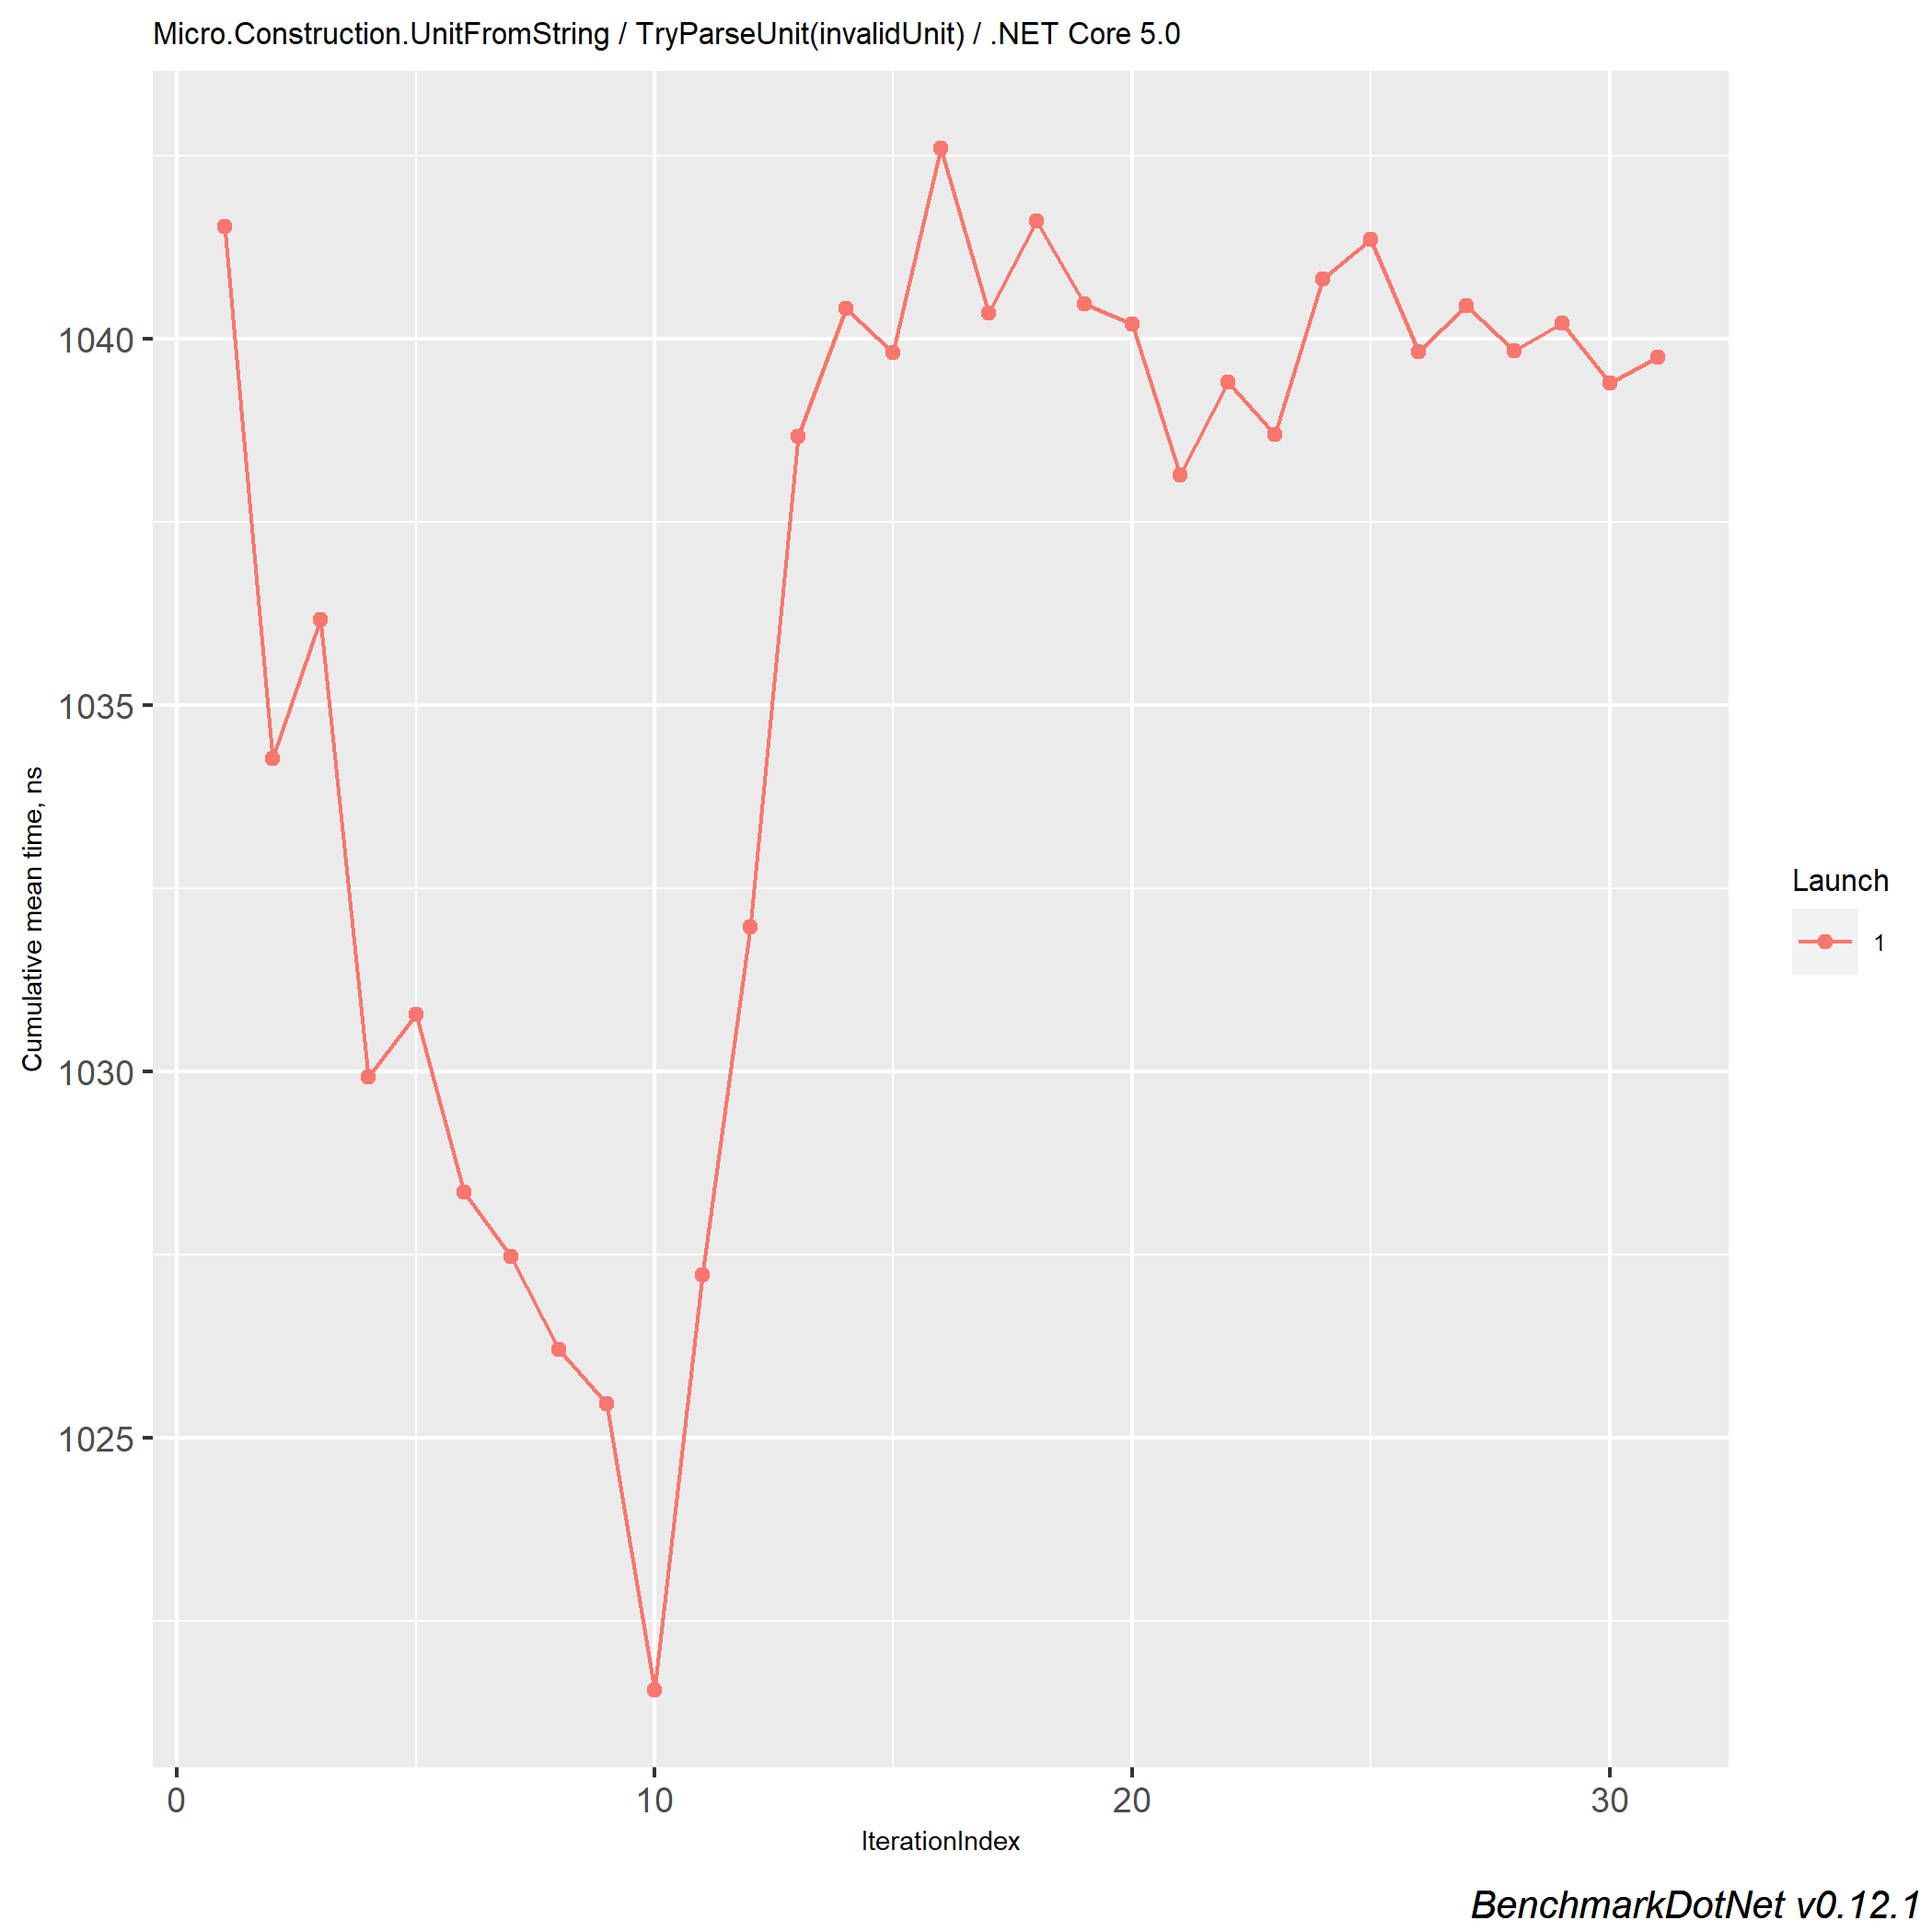 Micro.Construction.UnitFromString / TryParseUnit(invalidUnit) / .NET Core 5.0
Cumulative mean time, ns
1040
1035
1030
1025
0 10 20 30
IterationIndex
Launch
1
BenchmarkDotNet v0.12.1